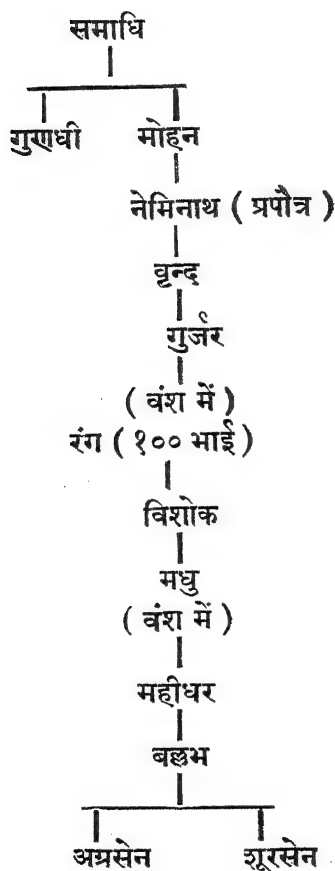 समाधि
गुणधी मोहन
नेमिनाथ ( प्रपौत्र )
वृन्द
गुर्जर
( वंश में )
रंग ( १०० भाई )
विशोक
मधु
( वंश में )
महीधर
बल्लभ
अग्रसेन शूरसेन